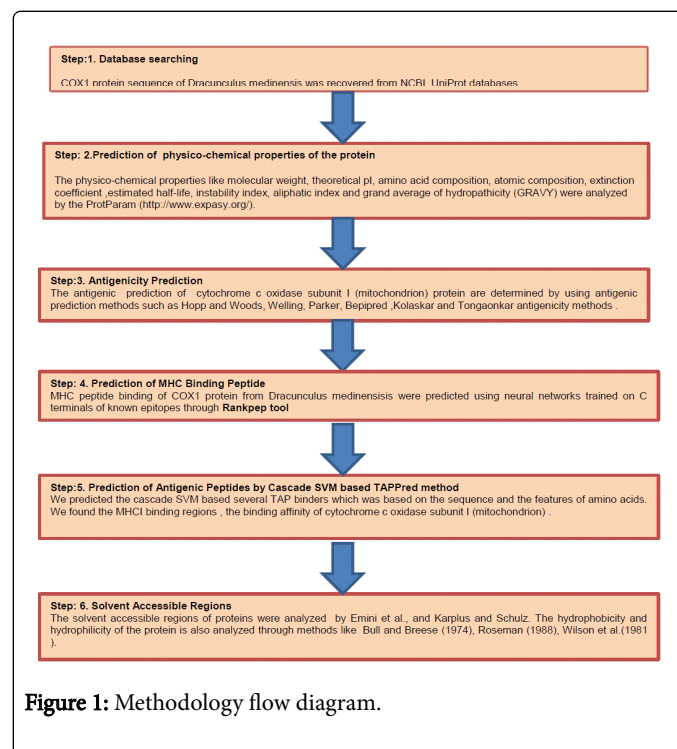 Step:1. Database searching
COX1 protein sequence of Dracunculus medinensis was recovered from NCBI, UniProt databases
Step: 2.Prediction of physico-chemical properties of the protein
The physico-chemical properties like molecular weight, theoretical pI, amino acid composition, atomic composition, extinction
coefficient ,estimated half-life, instability index, aliphatic index and grand average of hydropathicity (GRAVY) were analyzed
by the ProtParam (http://www.expasy.org/).
Step:3. Antigenicity Prediction
The antigenic prediction of cytochrome c oxidase subunit I (mitochondrion) protein are determined by using antigenic
prediction methods such as Hopp and Woods, Welling, Parker, Bepipred ,Kolaskar and Tongaonkar antigenicity methods .
Step: 4. Prediction of MHC Binding Peptide
MHC peptide binding of COX1 protein from Dracunculus medinensisis were predicted using neural networks trained on C
terminals of known epitopes through Rankpep tool
Step:5. Prediction of Antigenic Peptides by Cascade SVM based TAPPred method
We predicted the cascade SVM based several TAP binders which was based on the sequence and the features of amino acids.
We found the MHCI binding regions , the binding affinity of cytochrome c oxidase subunit I (mitochondrion) .
Step: 6. Solvent Accessible Regions
The solvent accessible regions of proteins were analyzed by Emini et al., and Karplus and Schulz. The hydrophobicity and
hydrophilicity of the protein is also analyzed through methods like Bull and Breese (1974), Roseman (1988), Wilson et al.(1981
).
Figure 1: Methodology flow diagram.